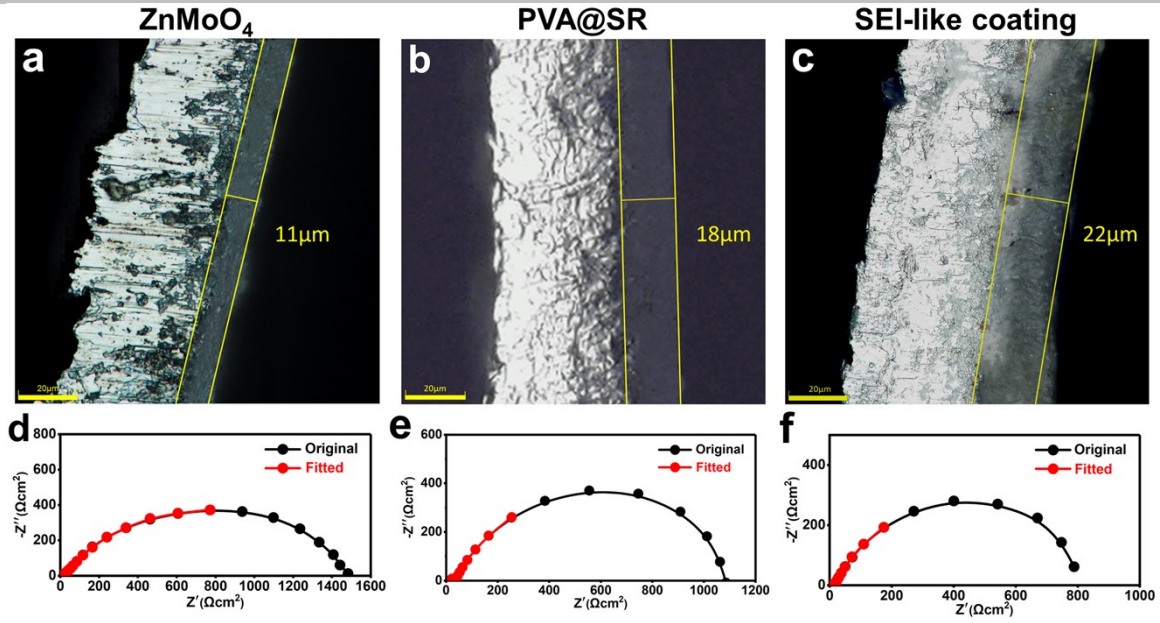 ZnMoO₄ PVA@SR SEI-like coating
a b c
11μm 18μm 22μm
20μm 20μm 20μm
d e f
800 600
Original Original Original
Fitted Fitted Fitted
600 400 400
400 200 200
200
0 0 0
0 200 400 600 800 1000 1200 1400 1600 0 200 400 600 800 1000 1200 0 200 400 600 800 1000
-Z''(Ωcm²) -Z''(Ωcm²) -Z''(Ωcm²)
Z'(Ωcm²) Z'(Ωcm²) Z'(Ωcm²)